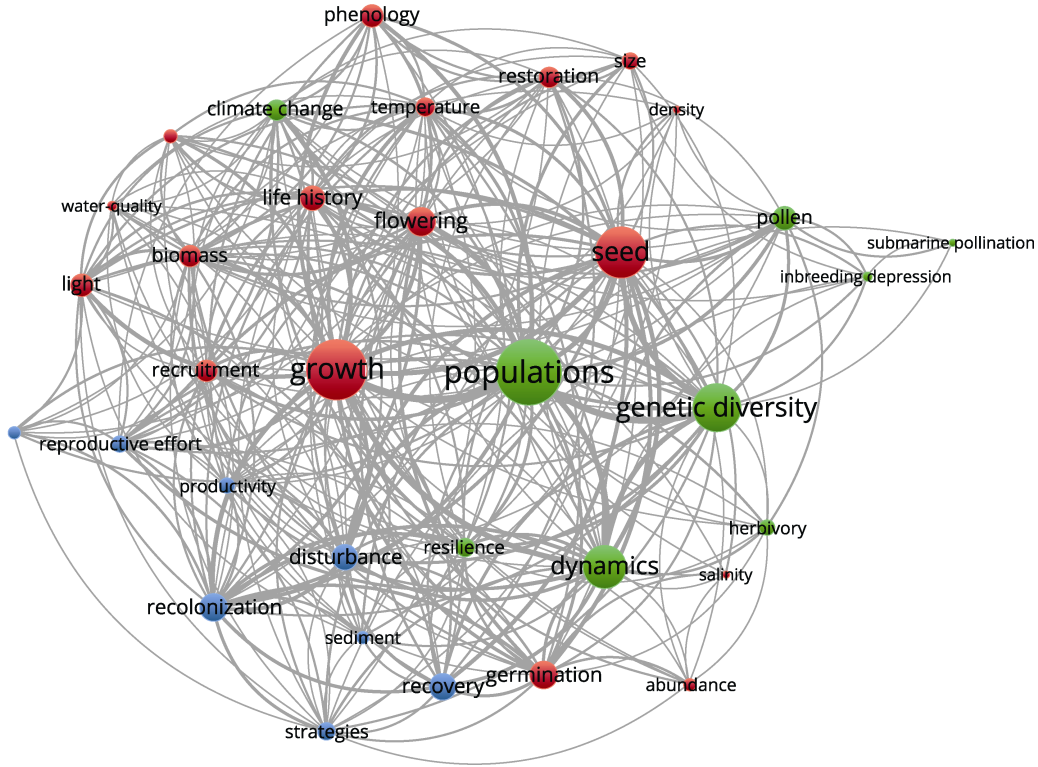 phenology
size
restoration
climate change
temperature
density
life history
water-quality
flowering
pollen
submarine pollination
seed
biomass
inbreeding depression
light
growth
populations
recruitment
genetic diversity
reproductive effort
productivity
herbivory
disturbance
resilience
dynamics
salinity
recolonization
sediment
germination
recovery
abundance
strategies